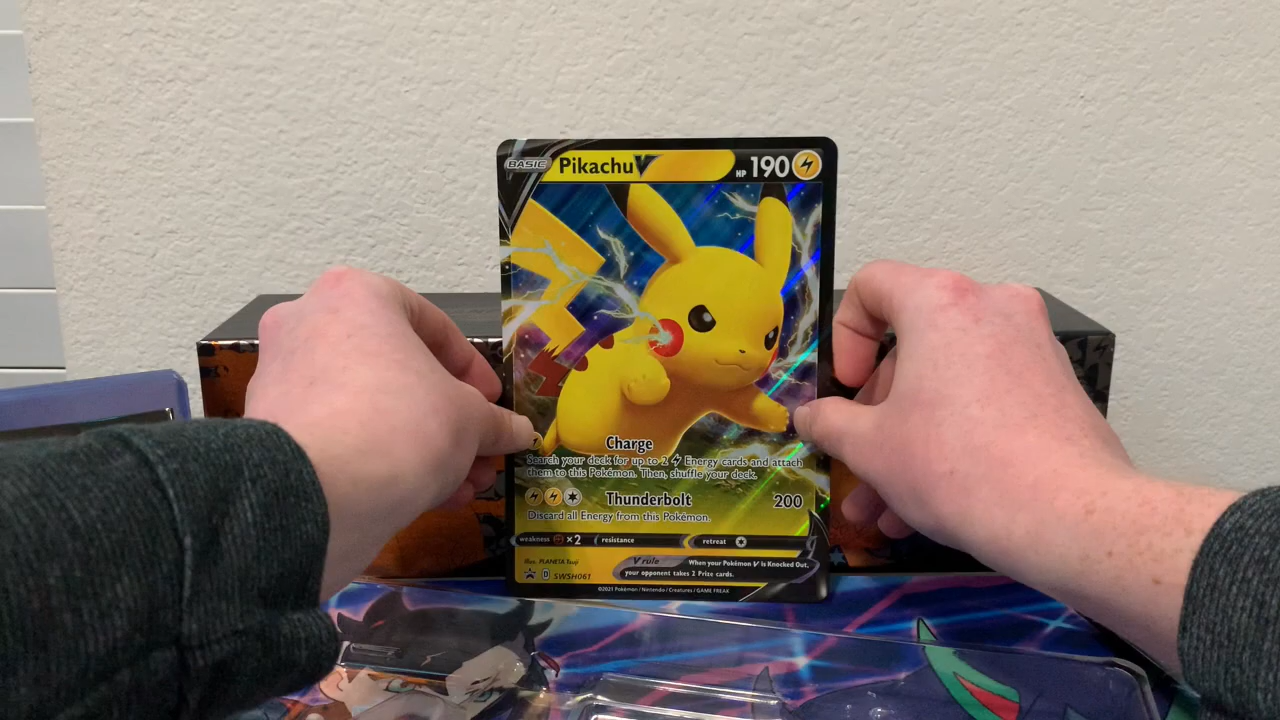 BASIC Pikachu V HP 190
Charge
Search your deck for up to 2 Energy cards and attach
them to this Pokémon. Then, shuffle your deck.
Thunderbolt 200
Discard all Energy from this Pokémon.
weakness ×2 resistance retreat
Illus. PLANETA Tsuji
V rule When your Pokémon V is Knocked Out,
your opponent takes 2 Prize cards.
D SWSH061
©2021 Pokémon / Nintendo / Creatures / GAME FREAK